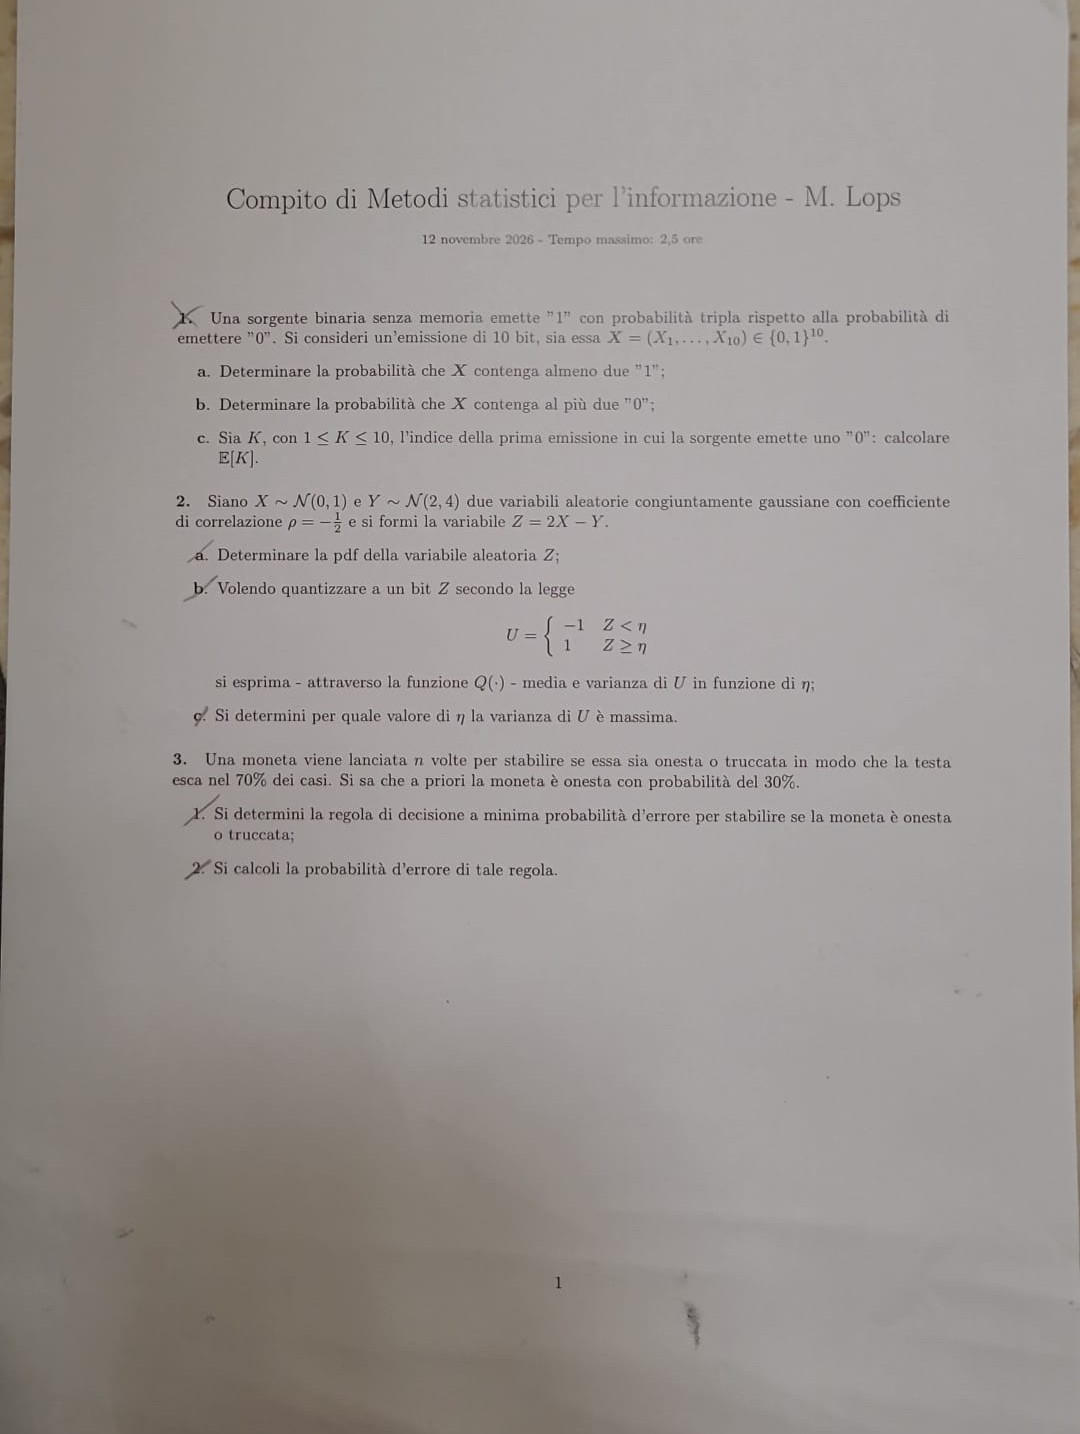 Compito di Metodi statistici per l'informazione - M. Lops
12 novembre 2026 - Tempo massimo: 2,5 ore
1. Una sorgente binaria senza memoria emette "1" con probabilità tripla rispetto alla probabilità di
emettere "0". Si consideri un'emissione di 10 bit, sia essa X = (X₁, . . . , X₁₀) ∈ {0, 1}¹⁰.
a. Determinare la probabilità che X contenga almeno due "1";
b. Determinare la probabilità che X contenga al più due "0";
c. Sia K, con 1 ≤ K ≤ 10, l'indice della prima emissione in cui la sorgente emette uno "0": calcolare
𝔼[K].
2. Siano X ∼ 𝒩(0, 1) e Y ∼ 𝒩(2, 4) due variabili aleatorie congiuntamente gaussiane con coefficiente
di correlazione ρ = −1/2 e si formi la variabile Z = 2X − Y.
a. Determinare la pdf della variabile aleatoria Z;
b. Volendo quantizzare a un bit Z secondo la legge
U = { −1 Z < η
1 Z ≥ η
si esprima - attraverso la funzione Q(·) - media e varianza di U in funzione di η;
c. Si determini per quale valore di η la varianza di U è massima.
3. Una moneta viene lanciata n volte per stabilire se essa sia onesta o truccata in modo che la testa
esca nel 70% dei casi. Si sa che a priori la moneta è onesta con probabilità del 30%.
1. Si determini la regola di decisione a minima probabilità d'errore per stabilire se la moneta è onesta
o truccata;
2. Si calcoli la probabilità d'errore di tale regola.
1